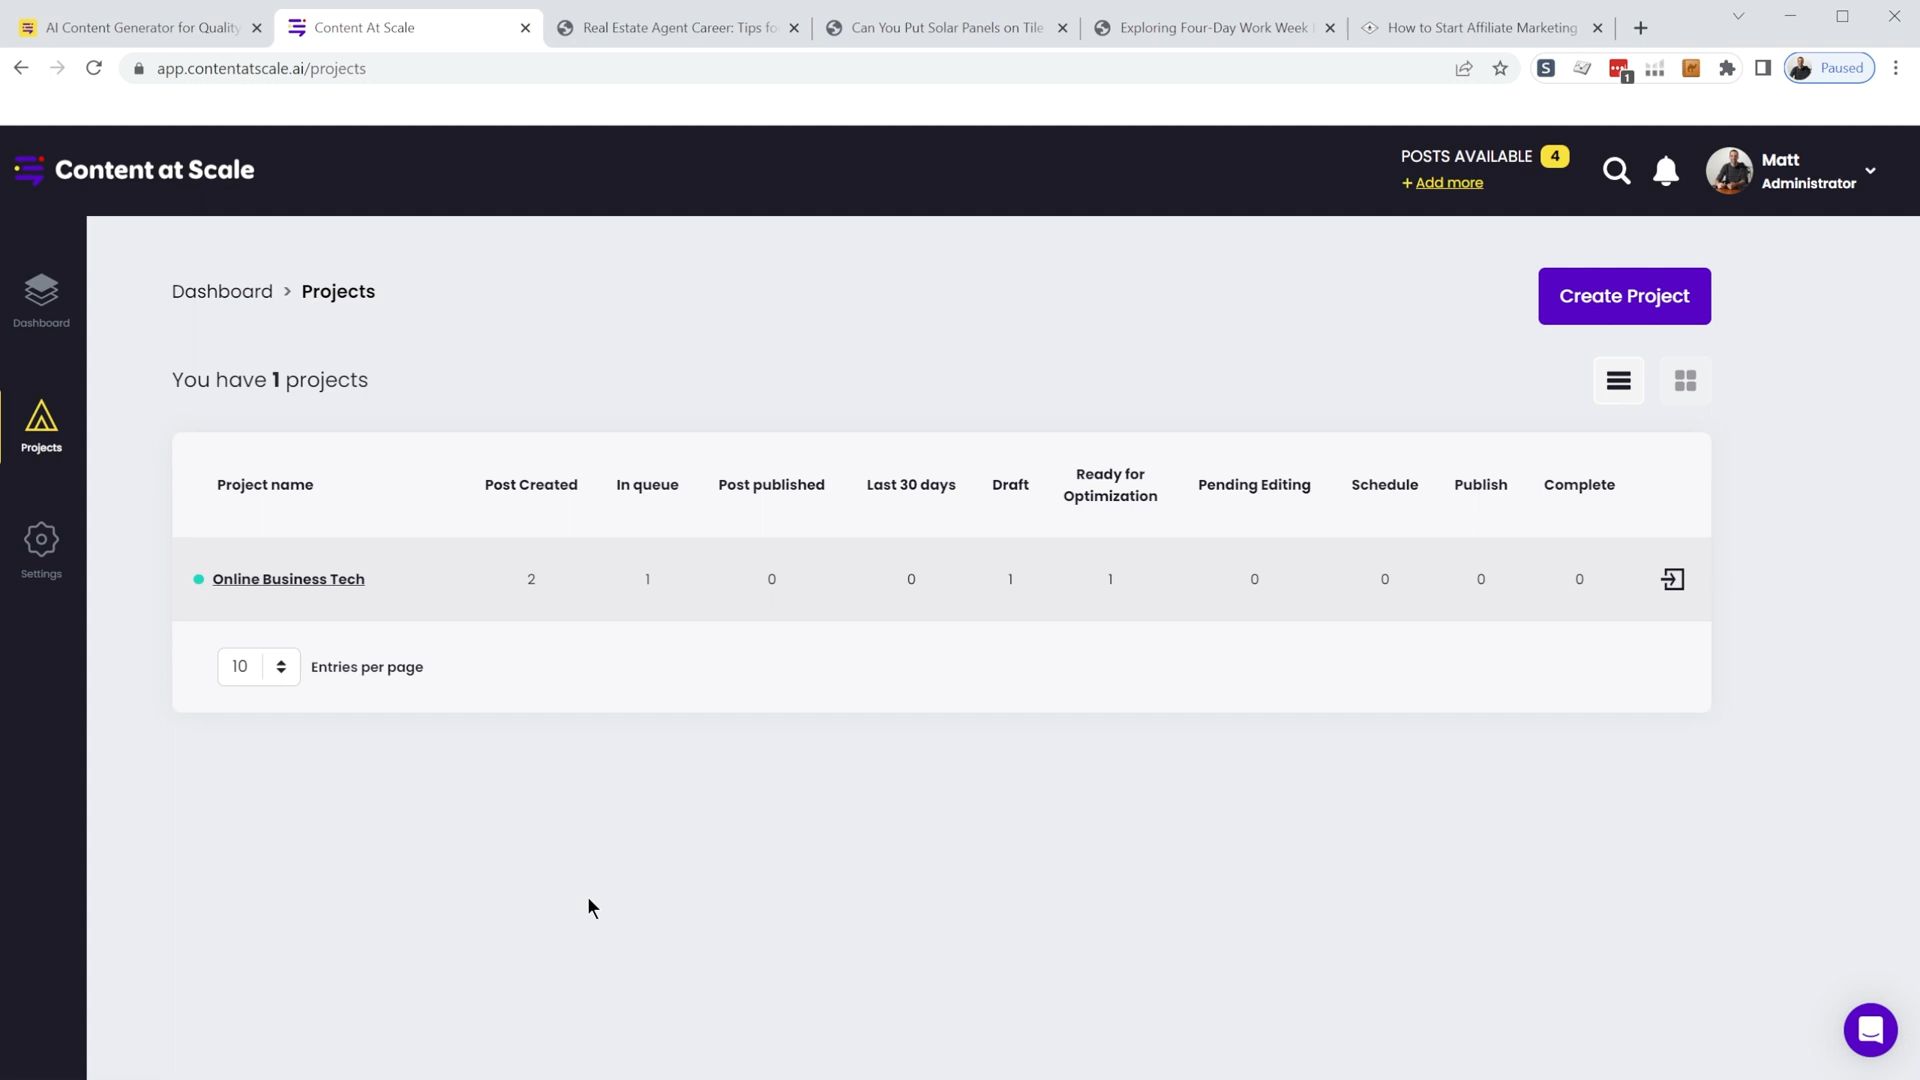 AI Content Generator for Quality
Content At Scale
Real Estate Agent Career: Tips fo
Can You Put Solar Panels on Tile
Exploring Four-Day Work Week
How to Start Affiliate Marketing
app.contentatscale.ai/projects
S
1
Paused
Content at Scale
POSTS AVAILABLE 4
+ Add more
Matt
Administrator
Dashboard
Projects
Settings
Dashboard > Projects
Create Project
You have 1 projects
Project name Post Created In queue Post published Last 30 days Draft Ready for Optimization Pending Editing Schedule Publish Complete
Online Business Tech 2 1 0 0 1 1 0 0 0 0
10 Entries per page